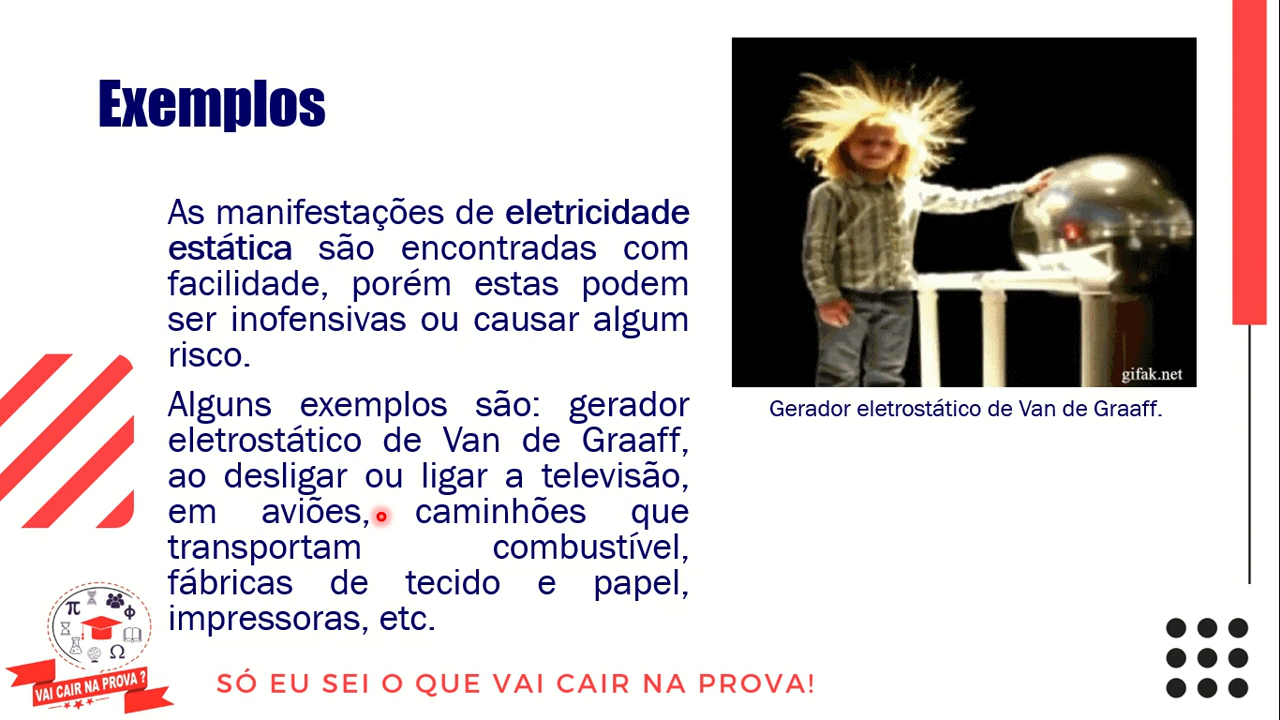 Exemplos
As manifestações de eletricidade
estática são encontradas com
facilidade, porém estas podem
ser inofensivas ou causar algum
risco.
Alguns exemplos são: gerador
eletrostático de Van de Graaff,
ao desligar ou ligar a televisão,
em aviões, caminhões que
transportam combustível,
fábricas de tecido e papel,
impressoras, etc.
gifak.net
Gerador eletrostático de Van de Graaff.
π
Φ
Ω
VAI CAIR NA PROVA ?
SÓ EU SEI O QUE VAI CAIR NA PROVA!